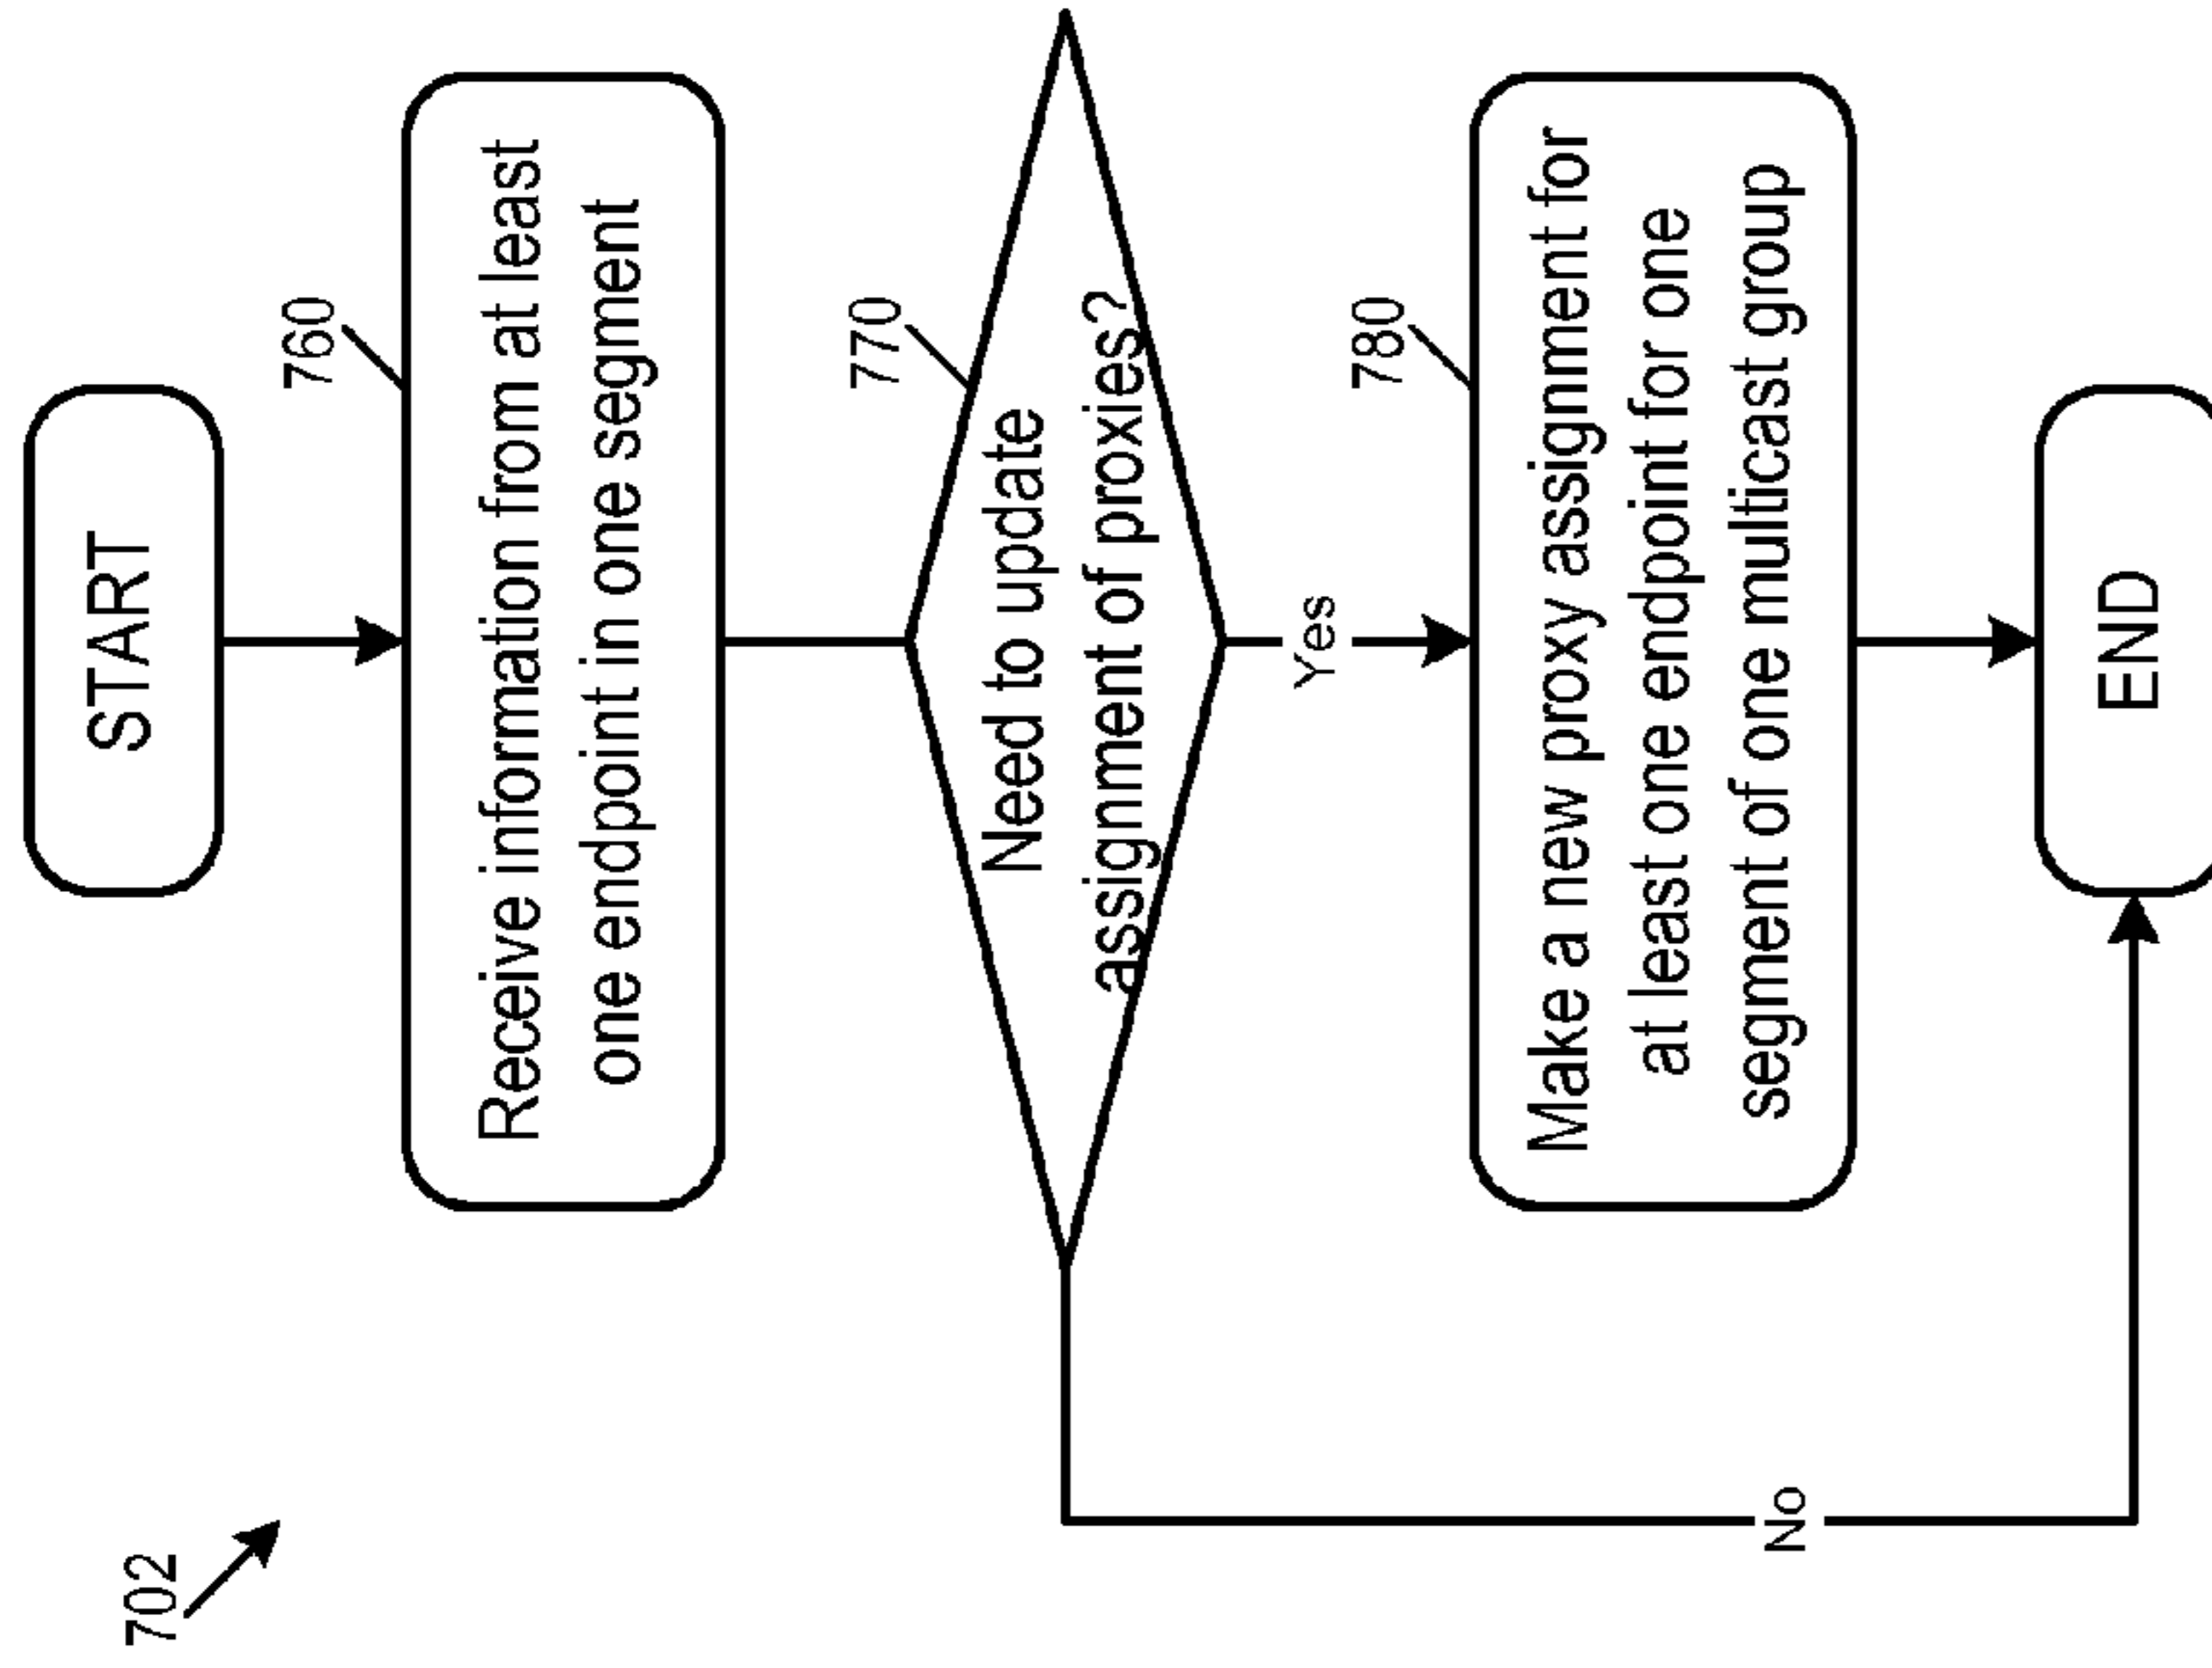 702
START
760
Receive information from at least
one endpoint in one segment
770
Need to update
assignment of proxies?
Yes
780
Make a new proxy assignment for
at least one endpoint for one
segment of one multicast group
No
END